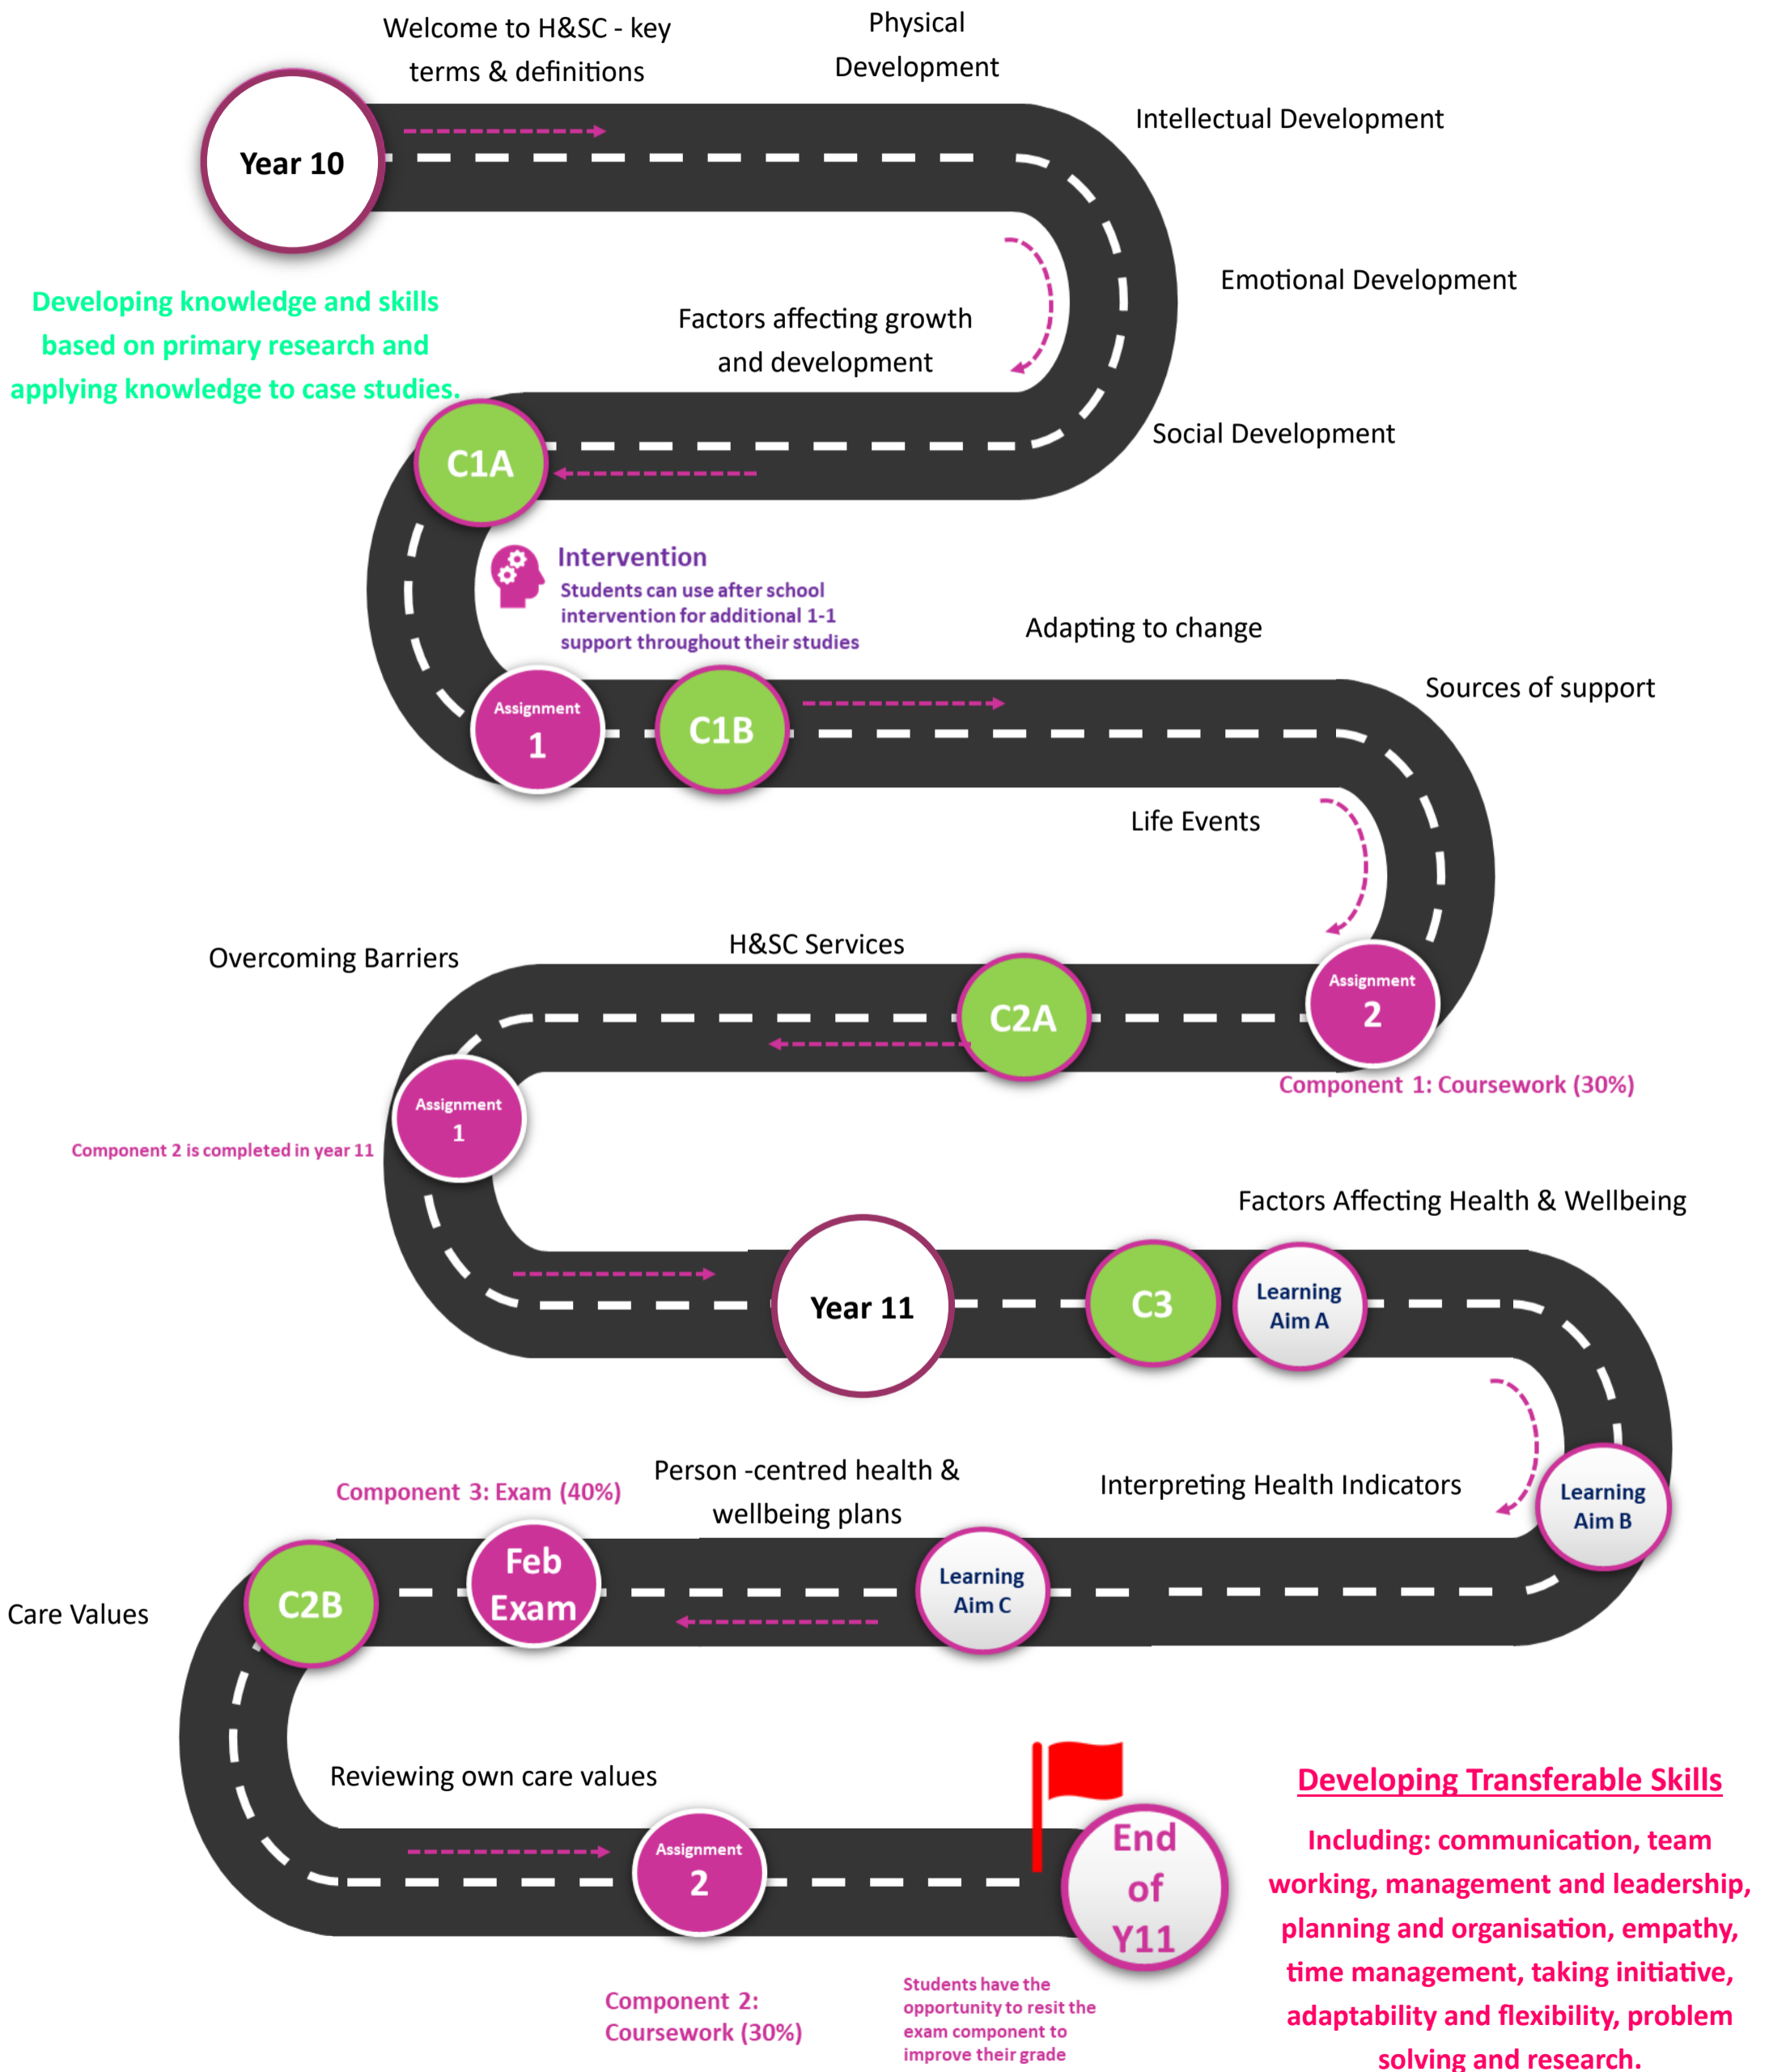 Welcome to H&SC - key
terms & definitions
Physical
Development
Intellectual Development
Year 10
Emotional Development
Developing knowledge and skills
based on primary research and
applying knowledge to case studies.
Factors affecting growth
and development
Social Development
C1A
Intervention
Students can use after school
intervention for additional 1-1
support throughout their studies
Adapting to change
Sources of support
Assignment
1
C1B
Life Events
Overcoming Barriers
H&SC Services
C2A
Assignment
2
Component 1: Coursework (30%)
Assignment
1
Component 2 is completed in year 11
Factors Affecting Health & Wellbeing
Year 11
C3
Learning
Aim A
Component 3: Exam (40%)
Person -centred health &
wellbeing plans
Interpreting Health Indicators
Learning
Aim B
Care Values
C2B
Feb
Exam
Learning
Aim C
Reviewing own care values
Assignment
2
End
of
Y11
Component 2:
Coursework (30%)
Students have the
opportunity to resit the
exam component to
improve their grade
Developing Transferable Skills
Including: communication, team
working, management and leadership,
planning and organisation, empathy,
time management, taking initiative,
adaptability and flexibility, problem
solving and research.